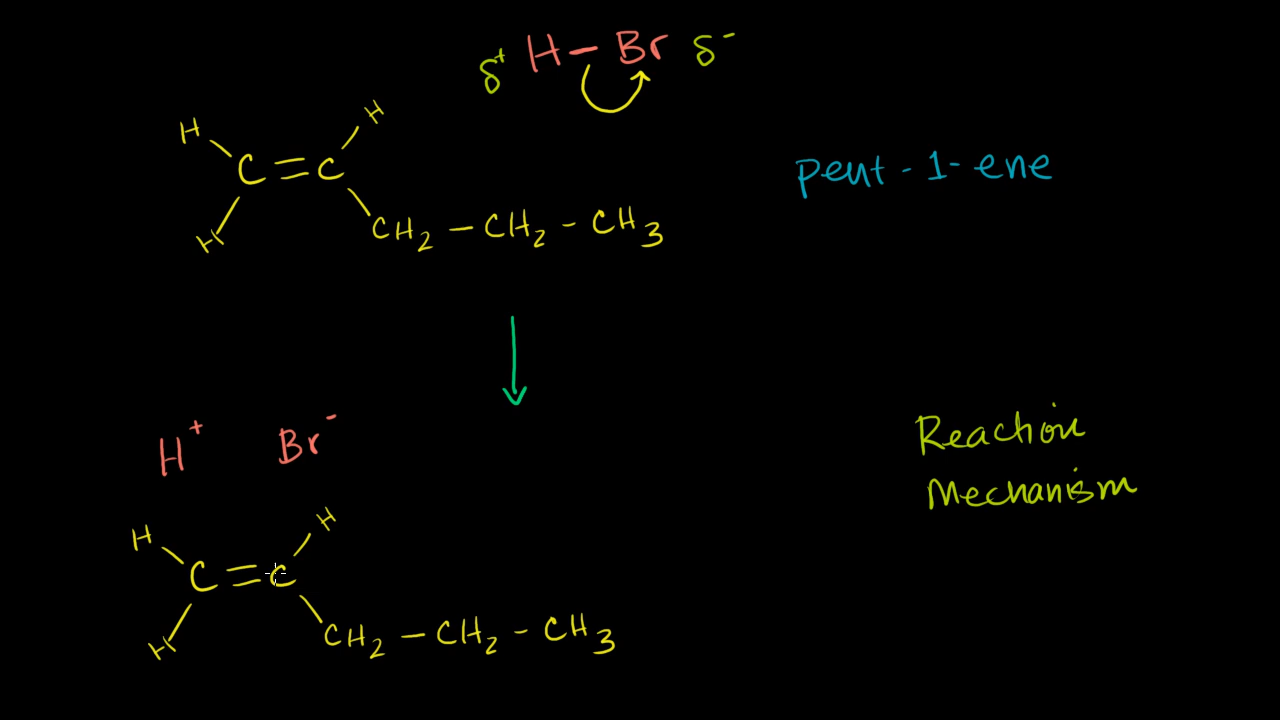 δ+ H–Br δ-
H H
C=C
H CH2–CH2–CH3
pent-1-ene
H+ Br-
H H
C=C
H CH2–CH2–CH3
Reaction
Mechanism